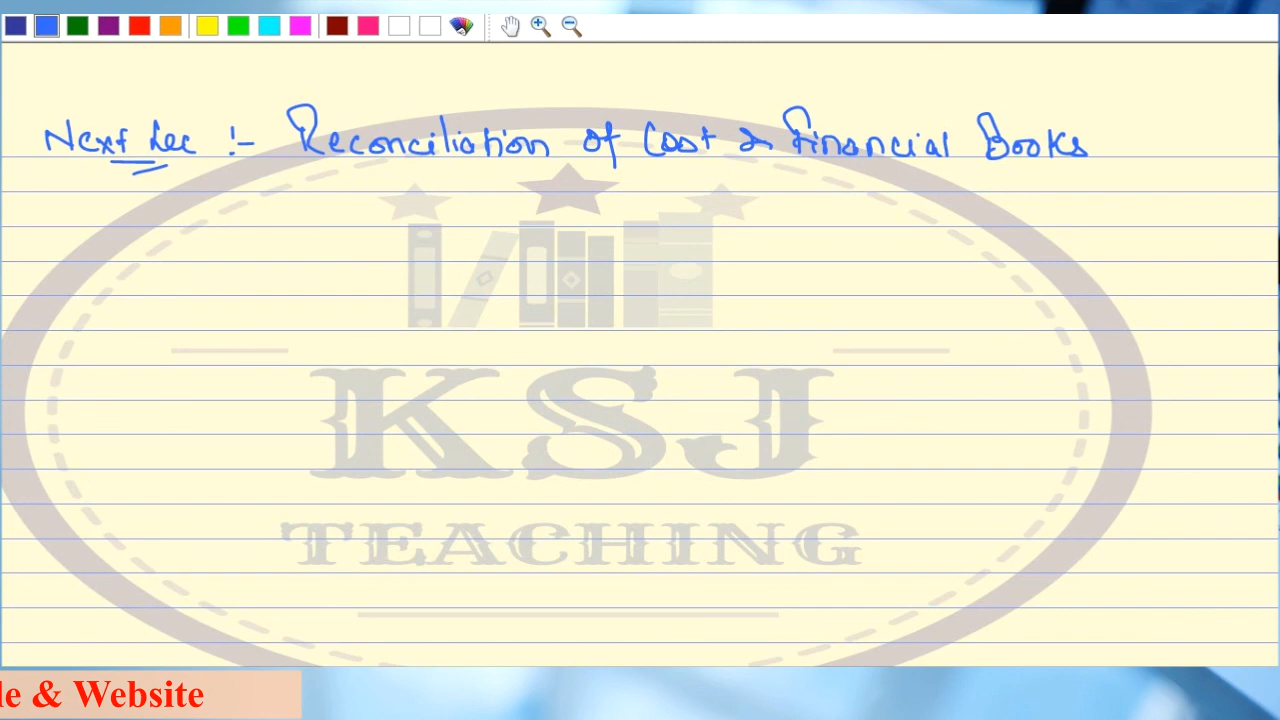 Next Lec :- Reconciliation of Cost & Financial Books
KSJ
TEACHING
le & Website